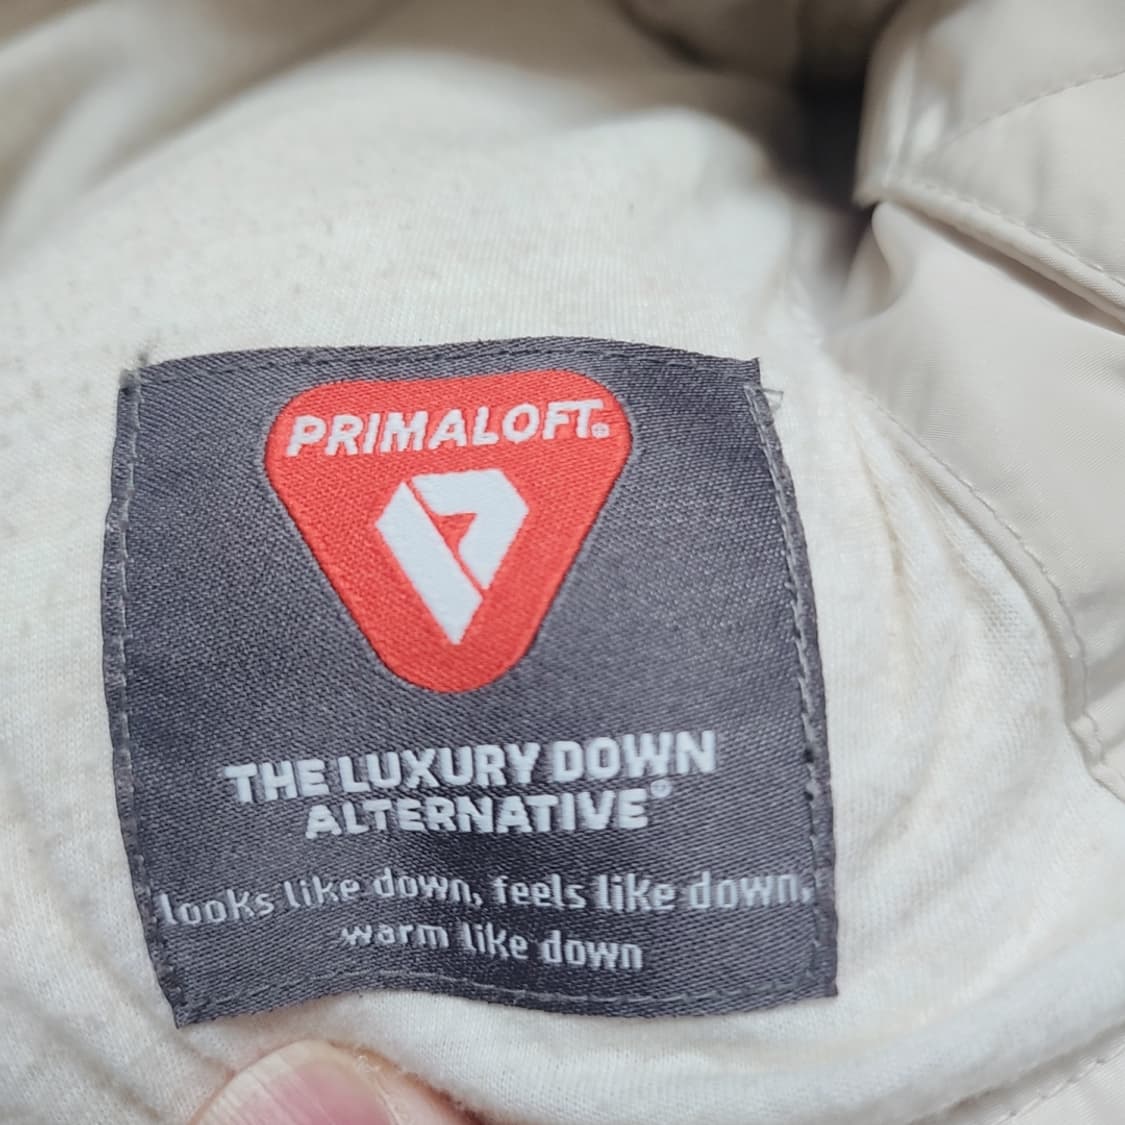 PRIMALOFT®
THE LUXURY DOWN
ALTERNATIVE®
looks like down, feels like down,
warm like down